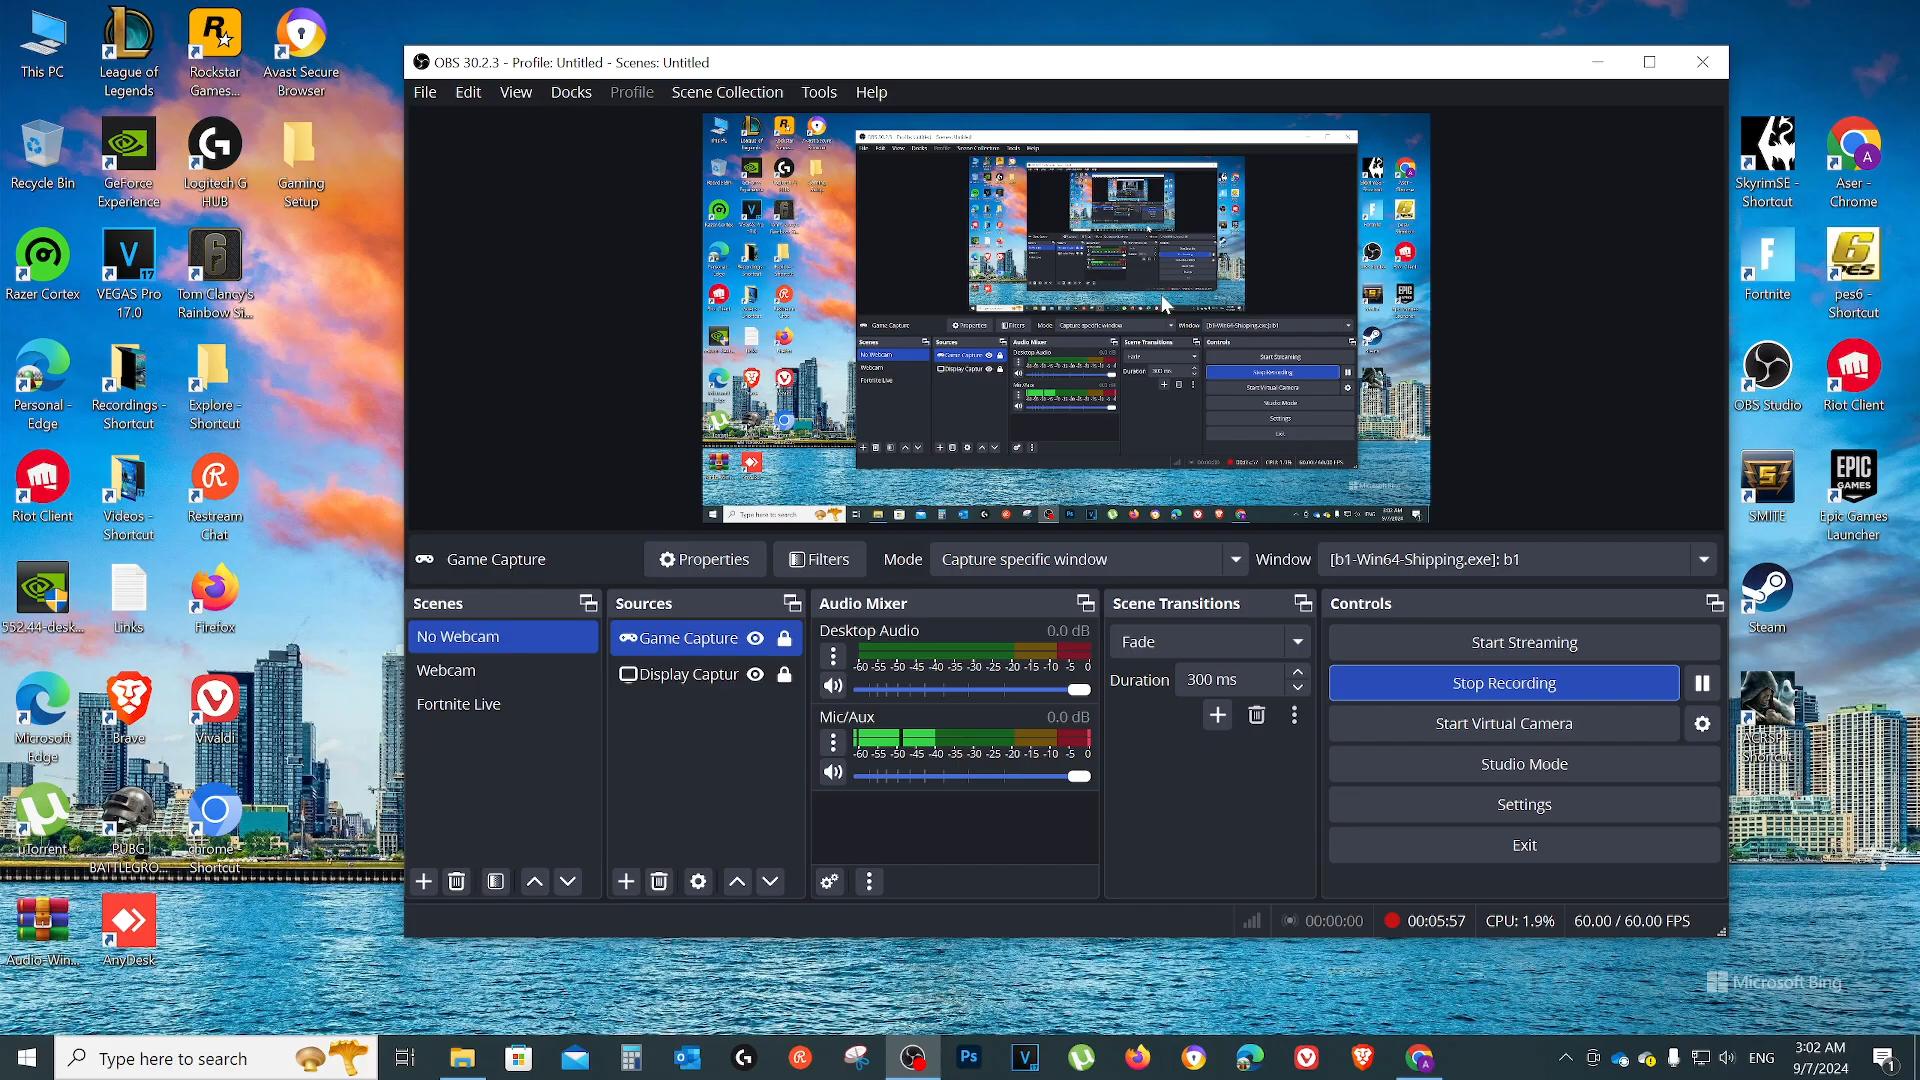 This PC
League of
Legends
Rockstar
Games...
Avast Secure
Browser
Recycle Bin
GeForce
Experience
Logitech G
HUB
Gaming
Setup
Razer Cortex
VEGAS Pro
17.0
Tom Clancy's
Rainbow Si...
Personal -
Edge
Recordings -
Shortcut
Explore -
Shortcut
Riot Client
Videos -
Shortcut
Restream
Chat
552.44-desk...
Links
Firefox
Microsoft
Edge
Brave
Vivaldi
uTorrent
PUBG
BATTLEGRO...
chrome -
Shortcut
Audio-Win...
AnyDesk
OBS 30.2.3 - Profile: Untitled - Scenes: Untitled
File Edit View Docks Profile Scene Collection Tools Help
Game Capture
Properties
Filters
Mode
Capture specific window
Window
[b1-Win64-Shipping.exe]: b1
Scenes
No Webcam
Webcam
Fortnite Live
Sources
Game Capture
Display Captur
Audio Mixer
Desktop Audio 0.0 dB
-60 -55 -50 -45 -40 -35 -30 -25 -20 -15 -10 -5 0
Mic/Aux 0.0 dB
-60 -55 -50 -45 -40 -35 -30 -25 -20 -15 -10 -5 0
Scene Transitions
Fade
Duration 300 ms
Controls
Start Streaming
Stop Recording
Start Virtual Camera
Studio Mode
Settings
Exit
00:00:00
00:05:57
CPU: 1.9%
60.00 / 60.00 FPS
SkyrimSE -
Shortcut
Aser -
Chrome
Fortnite
pes6 -
Shortcut
OBS Studio
Riot Client
SMITE
Epic Games
Launcher
Steam
ACRSPE -
Shortcut
Microsoft Bing
Type here to search
ENG
3:02 AM
9/7/2024
1